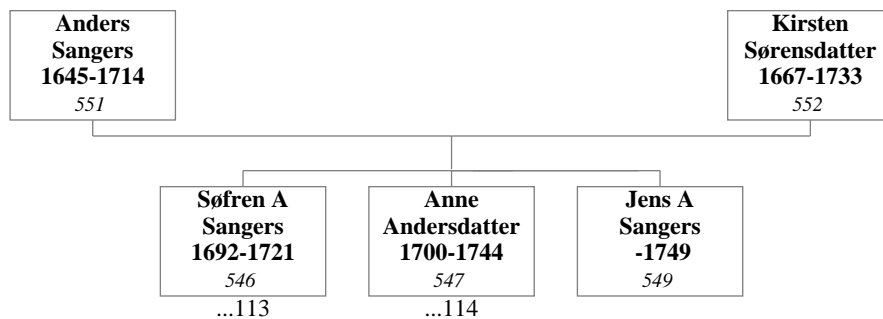 Anders
Sangers
1645-1714
551
Kirsten
Sørensdatter
1667-1733
552
Søfren A
Sangers
1692-1721
546
...113
Anne
Andersdatter
1700-1744
547
...114
Jens A
Sangers
-1749
549